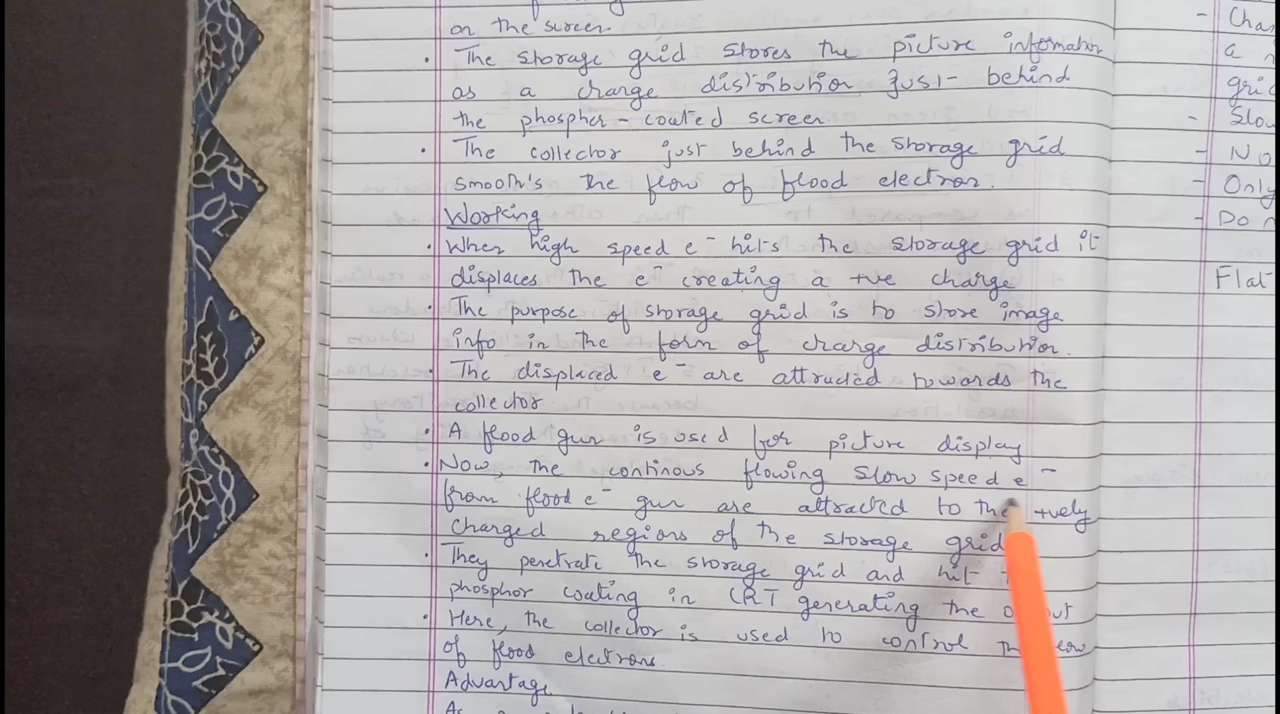 on the screen.
· The storage grid stores the picture information
as a charge distribution just behind
the phospher-coated screen.
· The collector just behind the storage grid
smooth's the flow of flood electron.
Working
· When high speed e⁻ hits the storage grid it
displaces the e⁻ creating a +ve charge
· The purpose of storage grid is to store image
info in the form of charge distribution.
· The displaced e⁻ are attracted towards the
collector
· A flood gun is used for picture display
· Now, the continous flowing slow speed e⁻
from flood e⁻ gun are attracted to the +vely
charged regions of the storage grid
· They penetrate the storage grid and hit
phosphor coating in CRT generating the
· Here, the collector is used to control
of flood electrons.
Advantage
- Cha
a
gri
- Slo
- No
- Only
- Do n
Flat